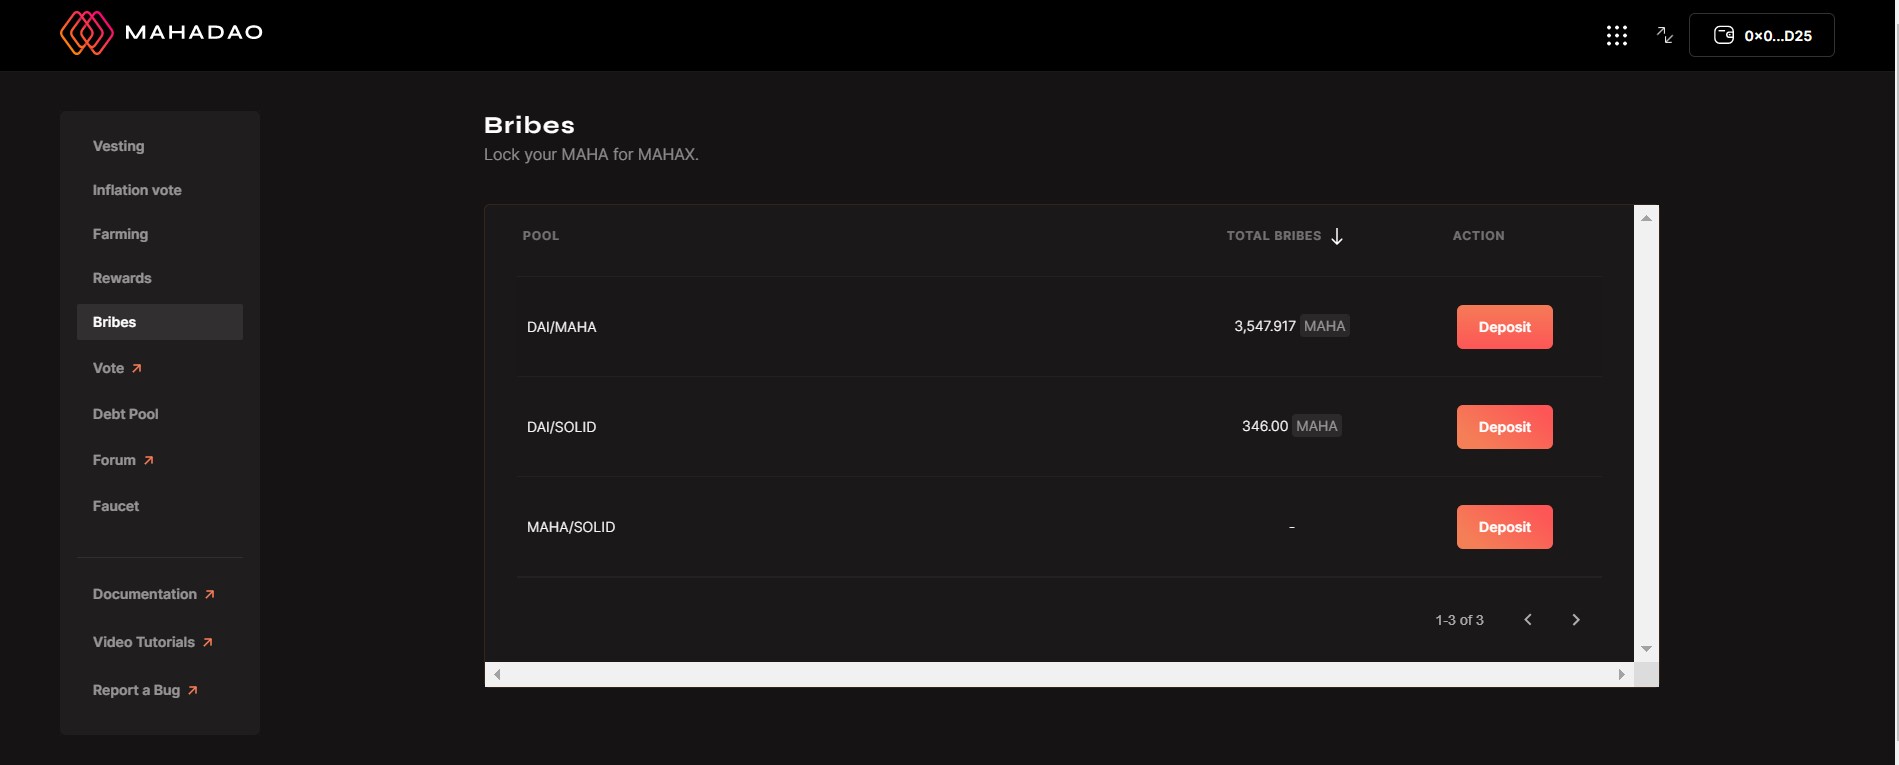 MAHADAO
0×0...D25
Vesting
Inflation vote
Farming
Rewards
Bribes
Vote
Debt Pool
Forum
Faucet
Documentation
Video Tutorials
Report a Bug
Bribes
Lock your MAHA for MAHAX.
POOL TOTAL BRIBES ACTION
DAI/MAHA 3,547.917 MAHA Deposit
DAI/SOLID 346.00 MAHA Deposit
MAHA/SOLID - Deposit
1-3 of 3